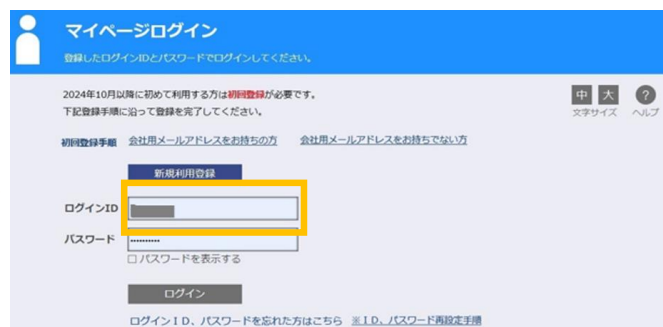 マイページログイン
登録したログインIDとパスワードでログインしてください。
2024年10月以降に初めて利用する方は初回登録が必要です。
下記登録手順に沿って登録を完了してください。
中 大 ?
文字サイズ ヘルプ
初回登録手順 会社用メールアドレスをお持ちの方 会社用メールアドレスをお持ちでない方
新規利用登録
ログインID
パスワード ••••••••••
パスワードを表示する
ログイン
ログインID、パスワードを忘れた方はこちら ※ID、パスワード再設定手順